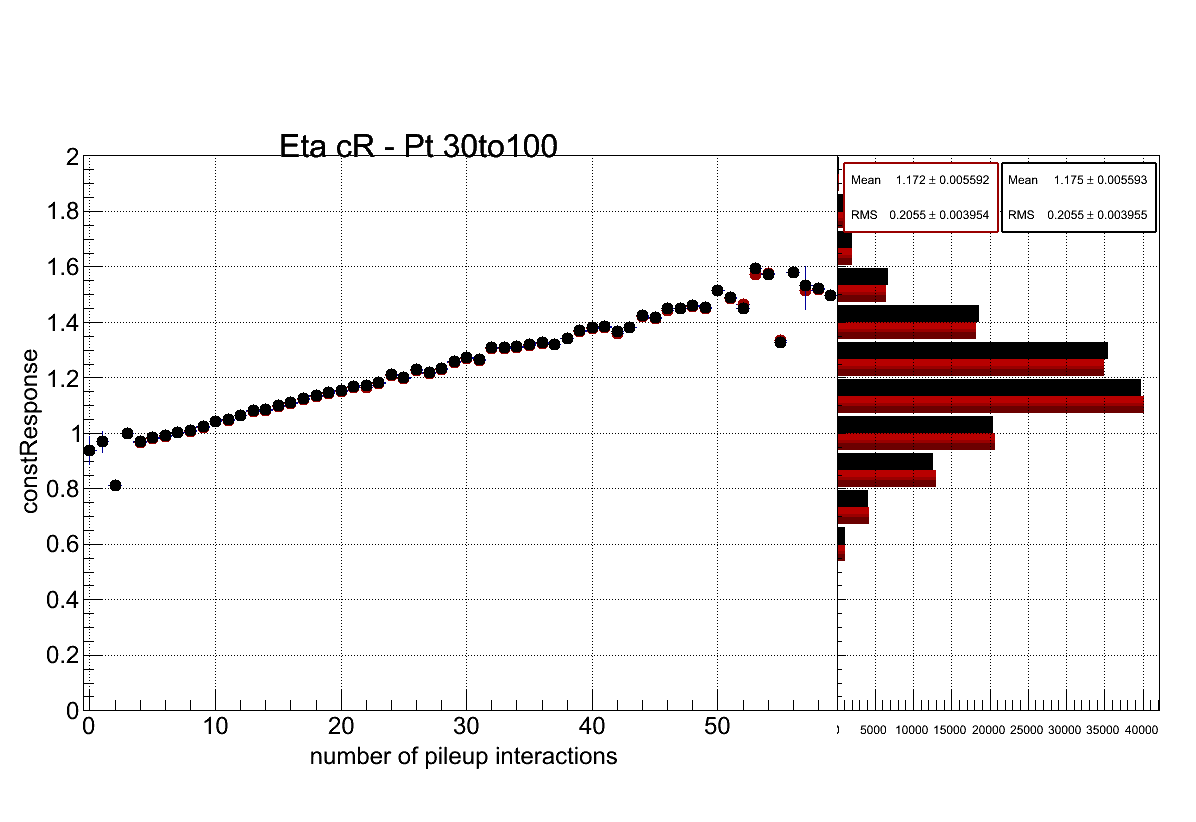 Eta cR - Pt 30to100
constResponse
2
1.8
1.6
1.4
1.2
1
0.8
0.6
0.4
0.2
0
0 10 20 30 40 50
number of pileup interactions
Mean 1.172 ± 0.005592
RMS 0.2055 ± 0.003954
Mean 1.175 ± 0.005593
RMS 0.2055 ± 0.003955
5000 10000 15000 20000 25000 30000 35000 40000